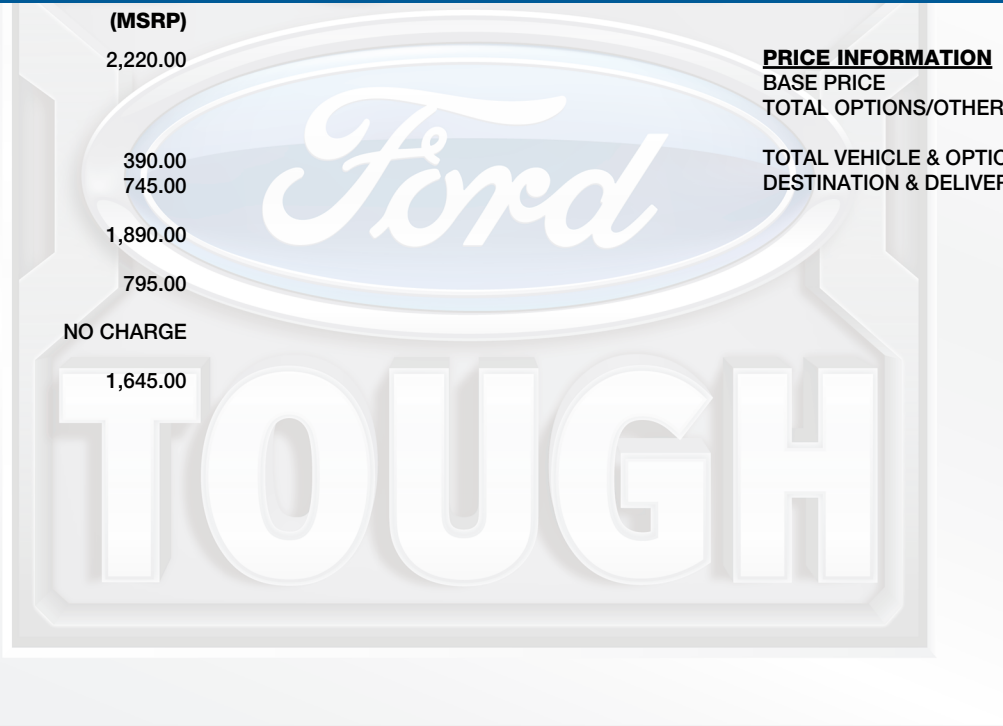 (MSRP)
2,220.00
390.00
745.00
1,890.00
795.00
NO CHARGE
1,645.00
PRICE INFORMATION
BASE PRICE
TOTAL OPTIONS/OTHER
TOTAL VEHICLE & OPTIO
DESTINATION & DELIVER
Ford
TOUGH